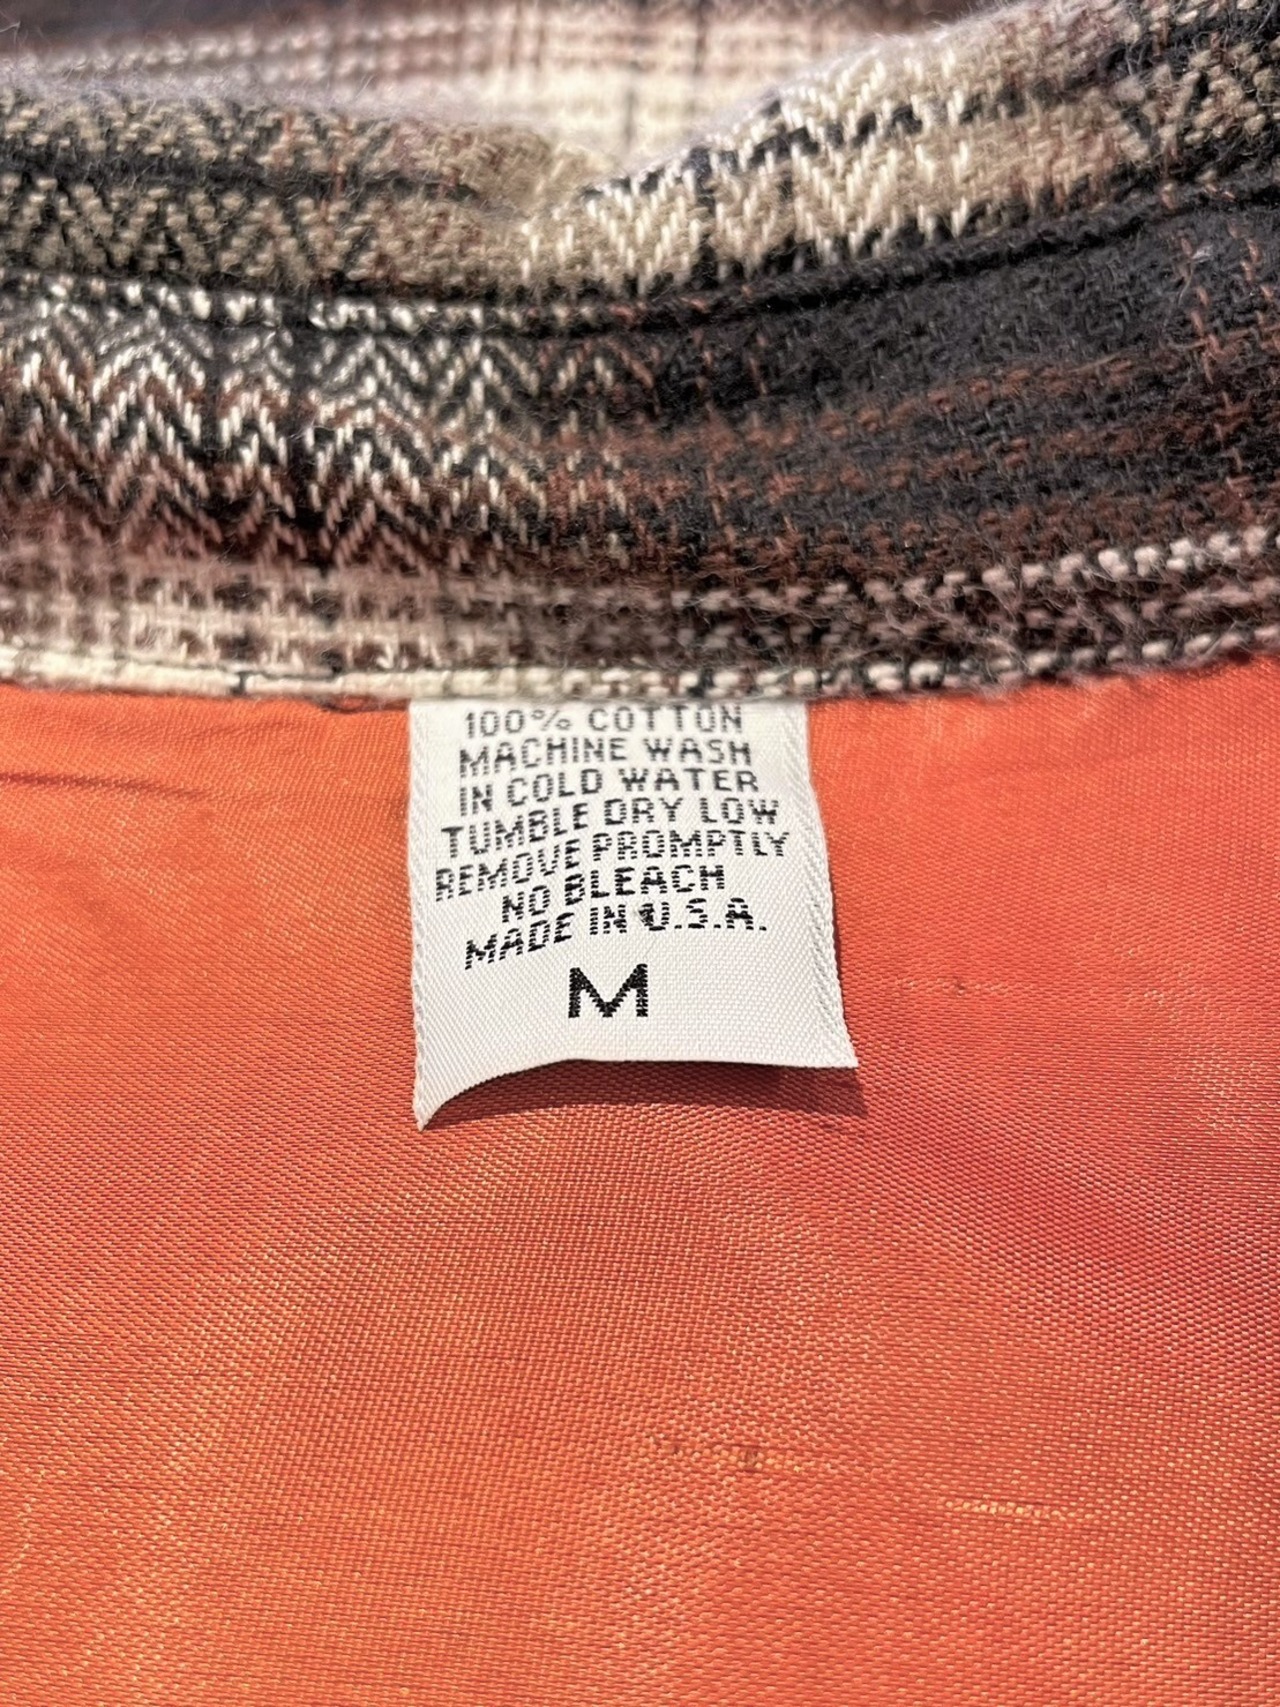 100% COTTON
MACHINE WASH
IN COLD WATER
TUMBLE DRY LOW
REMOVE PROMPTLY
NO BLEACH
MADE IN U.S.A.
M